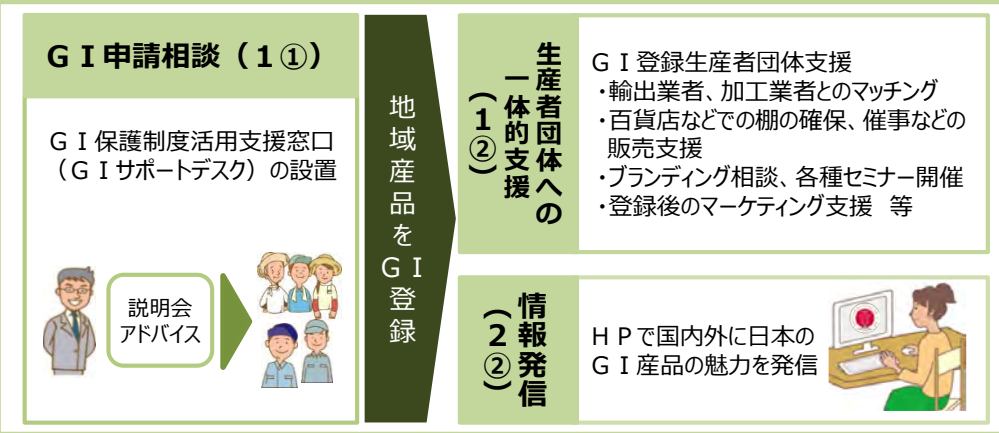 ＧＩ申請相談（１①）
ＧＩ保護制度活用支援窓口
（ＧＩサポートデスク）の設置
説明会
アドバイス
地域産品をＧＩ登録
生産者団体への
一体的支援
（１②）
ＧＩ登録生産者団体支援
・輸出業者、加工業者とのマッチング
・百貨店などでの棚の確保、催事などの
販売支援
・ブランディング相談、各種セミナー開催
・登録後のマーケティング支援　等
情報発信
（２②）
ＨＰで国内外に日本の
ＧＩ産品の魅力を発信